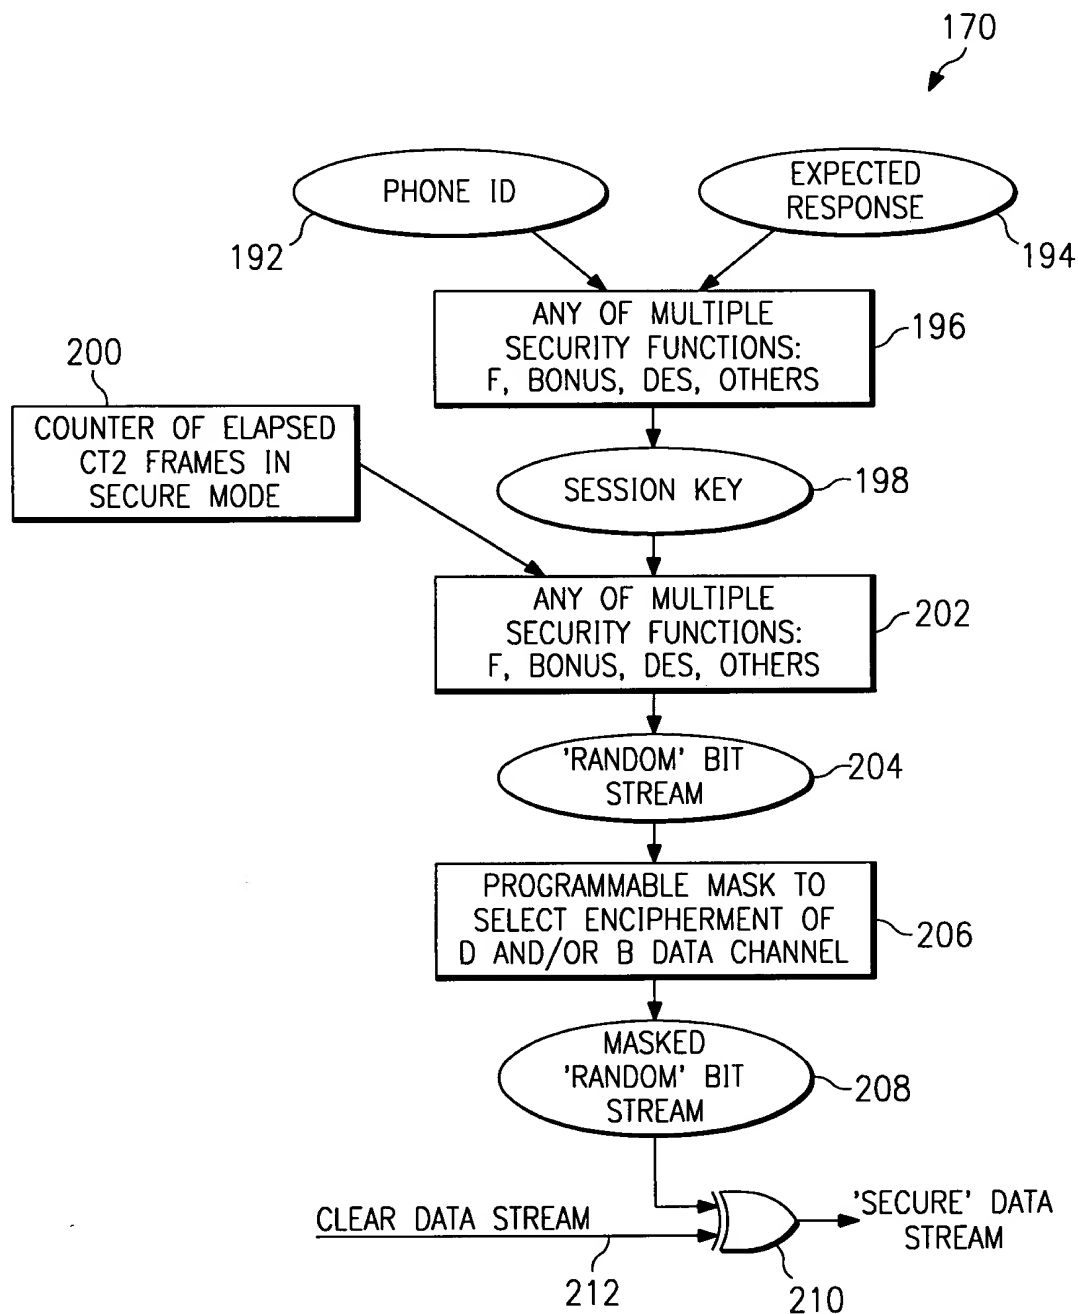 170
PHONE ID
EXPECTED
RESPONSE
192
194
ANY OF MULTIPLE
SECURITY FUNCTIONS:
F, BONUS, DES, OTHERS
196
200
COUNTER OF ELAPSED
CT2 FRAMES IN
SECURE MODE
SESSION KEY
198
ANY OF MULTIPLE
SECURITY FUNCTIONS:
F, BONUS, DES, OTHERS
202
'RANDOM' BIT
STREAM
204
PROGRAMMABLE MASK TO
SELECT ENCIPHERMENT OF
D AND/OR B DATA CHANNEL
206
MASKED
'RANDOM' BIT
STREAM
208
CLEAR DATA STREAM
'SECURE' DATA
STREAM
212
210